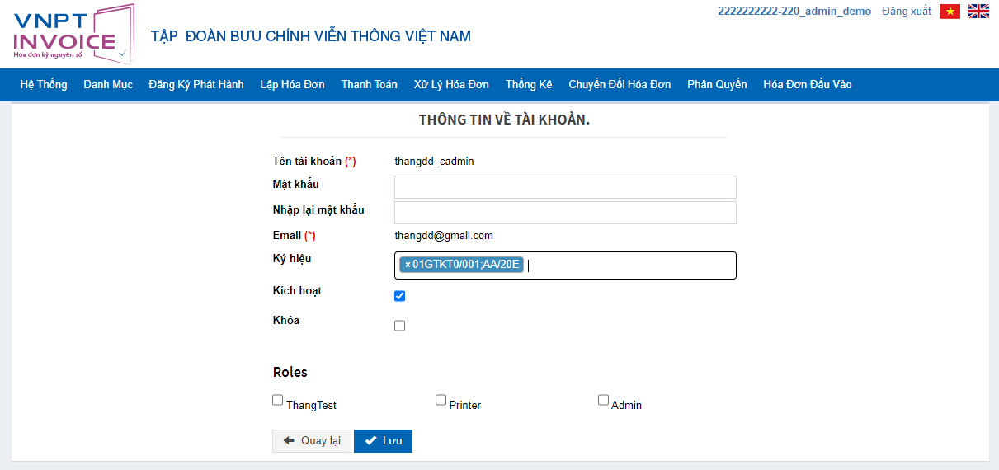 2222222222-220_admin_demo Đăng xuất
VNPT
INVOICE
Hóa đơn kỷ nguyên số
TẬP ĐOÀN BƯU CHÍNH VIỄN THÔNG VIỆT NAM
Hệ Thống Danh Mục Đăng Ký Phát Hành Lập Hóa Đơn Thanh Toán Xử Lý Hóa Đơn Thống Kê Chuyển Đổi Hóa Đơn Phân Quyền Hóa Đơn Đầu Vào
THÔNG TIN VỀ TÀI KHOẢN.
Tên tài khoản (*) thangdd_cadmin
Mật khẩu
Nhập lại mật khẩu
Email (*) thangdd@gmail.com
Ký hiệu ×01GTKT0/001;AA/20E
Kích hoạt
Khóa
Roles
ThangTest Printer Admin
Quay lại Lưu